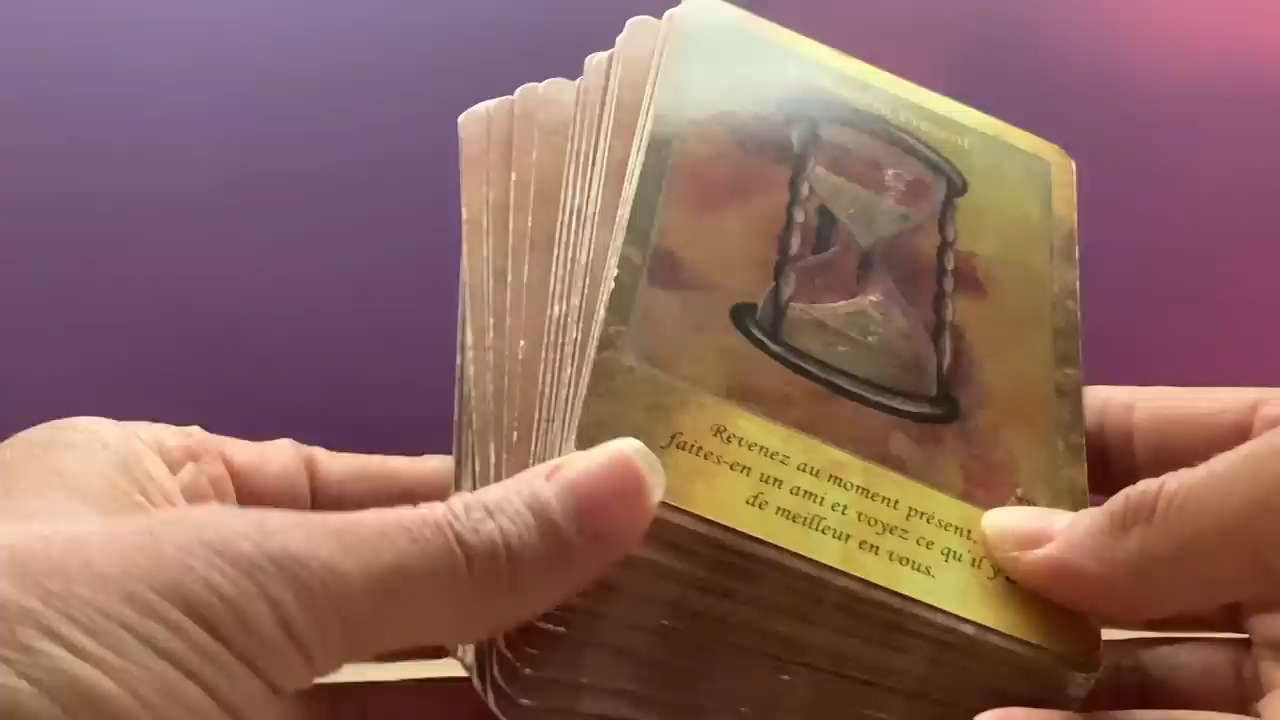 Revenez au moment présent,
faites-en un ami et voyez ce qu'il y
de meilleur en vous.